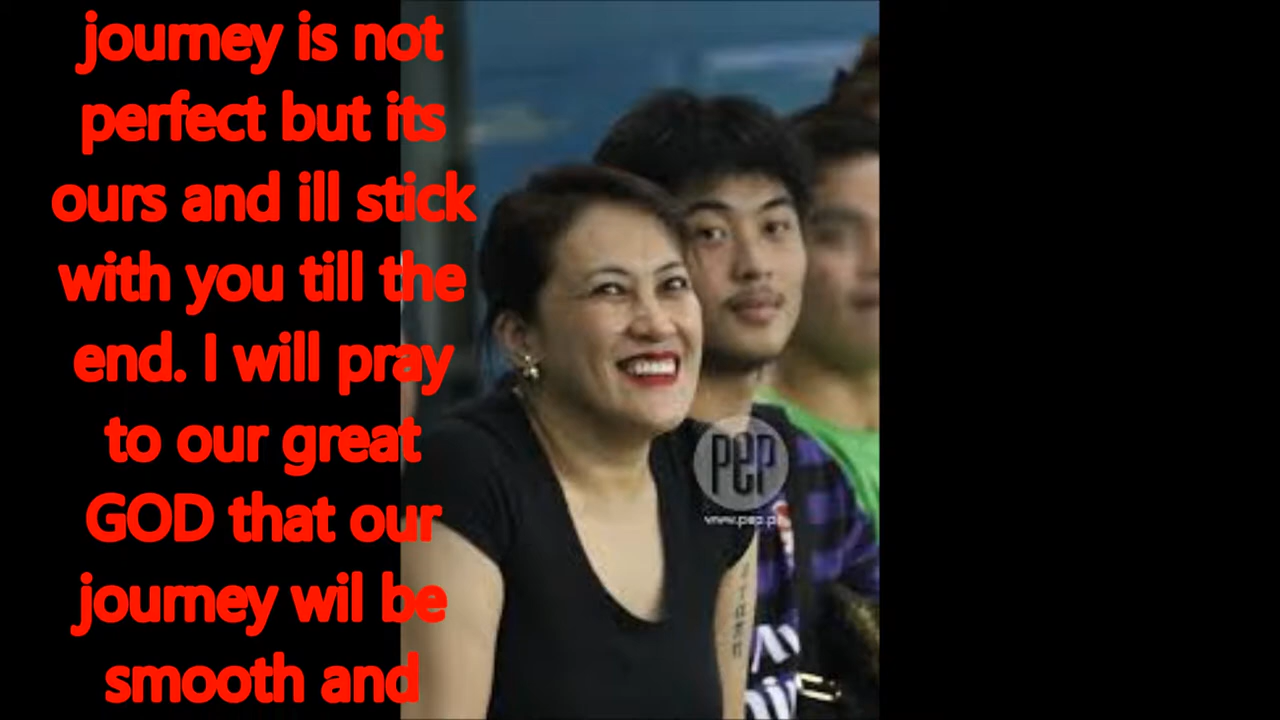 journey is not
perfect but its
ours and ill stick
with you till the
end. I will pray
to our great
GOD that our
journey wil be
smooth and
PEP